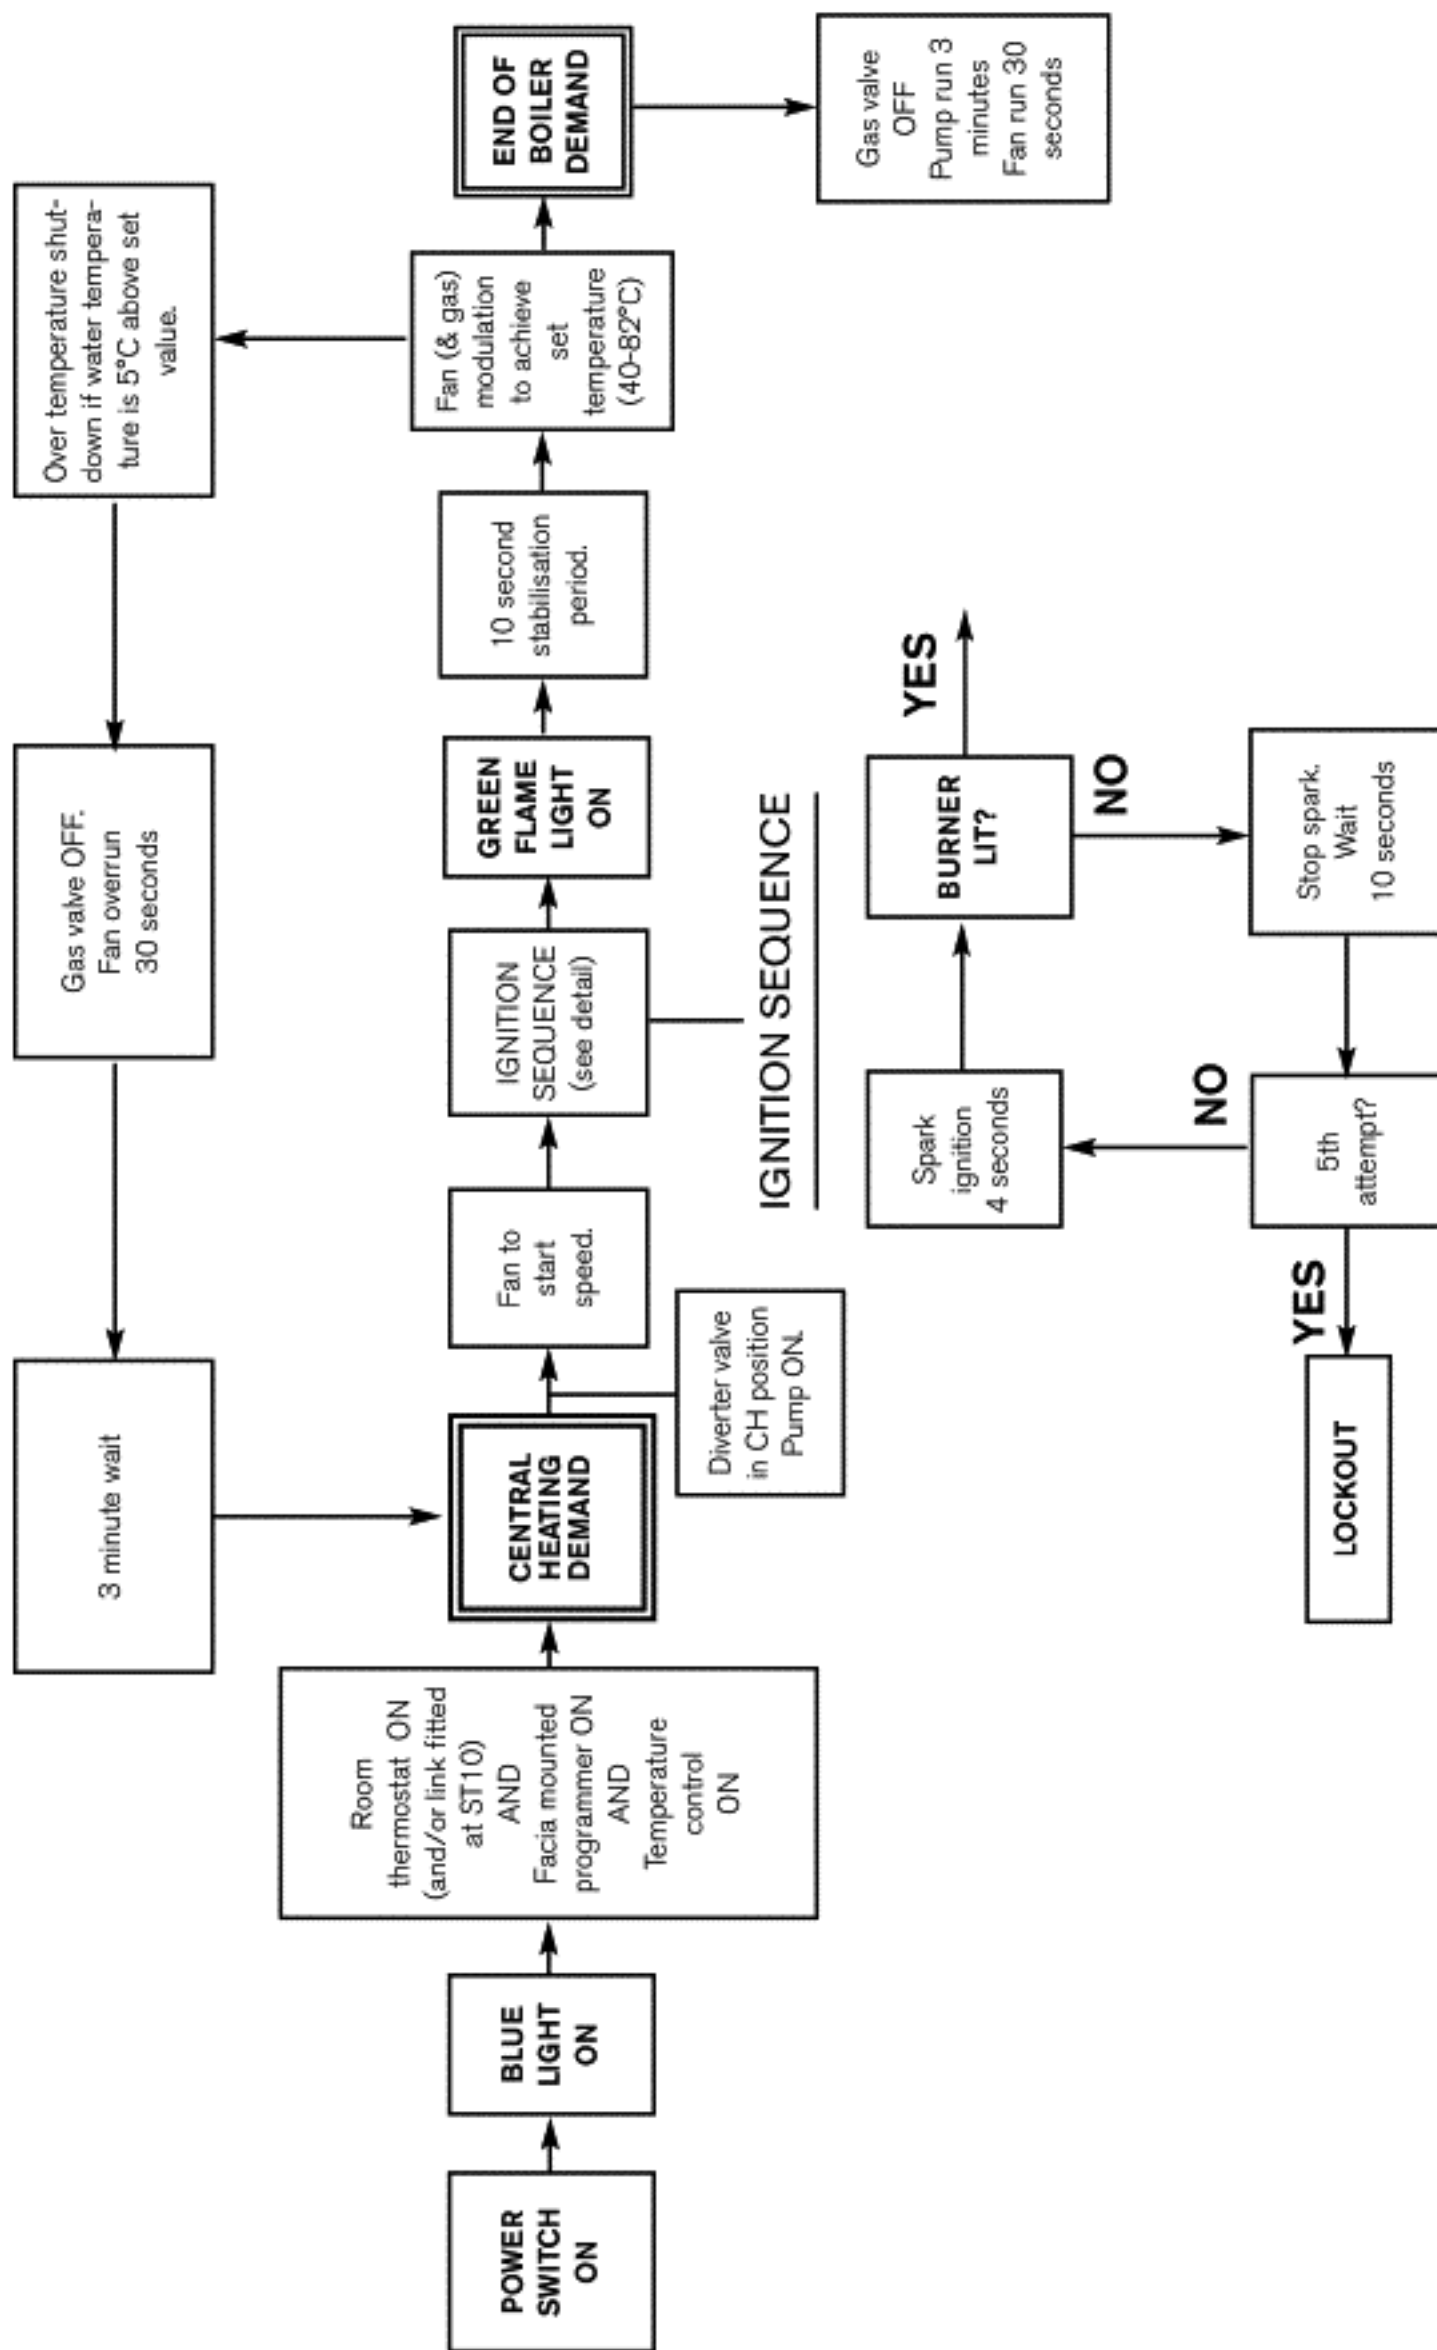 3 minute wait
Gas valve OFF.
Fan overrun
30 seconds
Over temperature shut-
down if water tempera-
ture is 5°C above set
value.
POWER
SWITCH
ON
BLUE
LIGHT
ON
Room
thermostat ON
(and/or link fitted
at ST10)
AND
Facia mounted
programmer ON
AND
Temperature
control
ON
CENTRAL
HEATING
DEMAND
Diverter valve
in CH position
Pump ON.
Fan to
start
speed.
IGNITION
SEQUENCE
(see detail)
GREEN
FLAME
LIGHT
ON
10 second
stabilisation
period.
Fan (& gas)
modulation
to achieve
set
temperature
(40-82°C)
END OF
BOILER
DEMAND
Gas valve
OFF
Pump run 3
minutes
Fan run 30
seconds
IGNITION SEQUENCE
Spark
ignition
4 seconds
BURNER
LIT?
YES
NO
Stop spark.
Wait
10 seconds
5th
attempt?
NO
YES
LOCKOUT